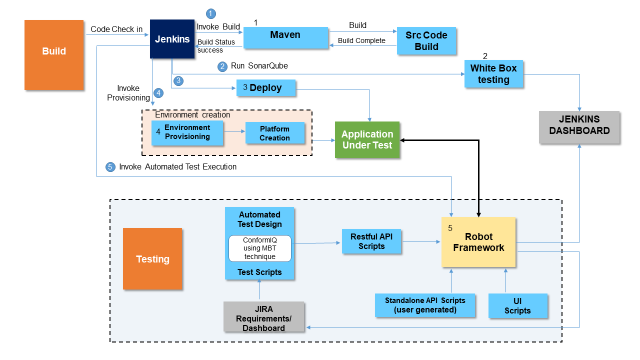 Build
Code Check in
Jenkins
1
Invoke Build
Build Status
success
1
Maven
Build
Build Complete
Src Code
Build
2 Run SonarQube
2
White Box
testing
3
3 Deploy
Invoke
Provisioning
4
Environment creation
4 Environment
Provisioning
Platform
Creation
Application
Under Test
JENKINS
DASHBOARD
5 Invoke Automated Test Execution
Testing
Automated
Test Design
ConformIQ
using MBT
technique
Test Scripts
Restful API
Scripts
5
Robot
Framework
JIRA
Requirements/
Dashboard
Standalone API Scripts
(user generated)
UI
Scripts